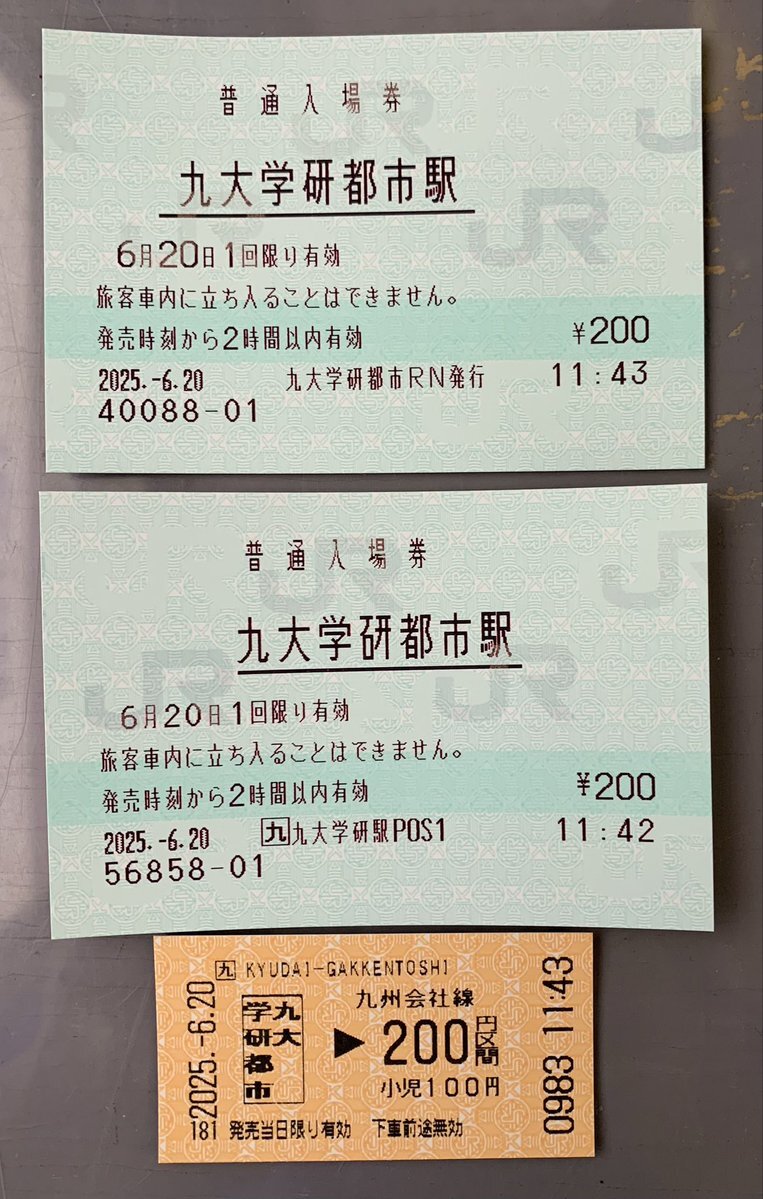 普通入場券
九大学研都市駅
6月20日1回限り有効
旅客車内に立ち入ることはできません。
発売時刻から2時間以内有効 ¥200
2025.-6.20 九大学研都市RN発行 11:43
40088-01
普通入場券
九大学研都市駅
6月20日1回限り有効
旅客車内に立ち入ることはできません。
発売時刻から2時間以内有効 ¥200
2025.-6.20 九九大学研駅POS1 11:42
56858-01
九 KYUDAI-GAKKENTOSHI
九州会社線
九大学研都市 ▶ 200円区間
小児100円
2025.-6.20
0983 11:43
181 発売当日限り有効 下車前途無効
JR
JR
JR
JR
JR
JR